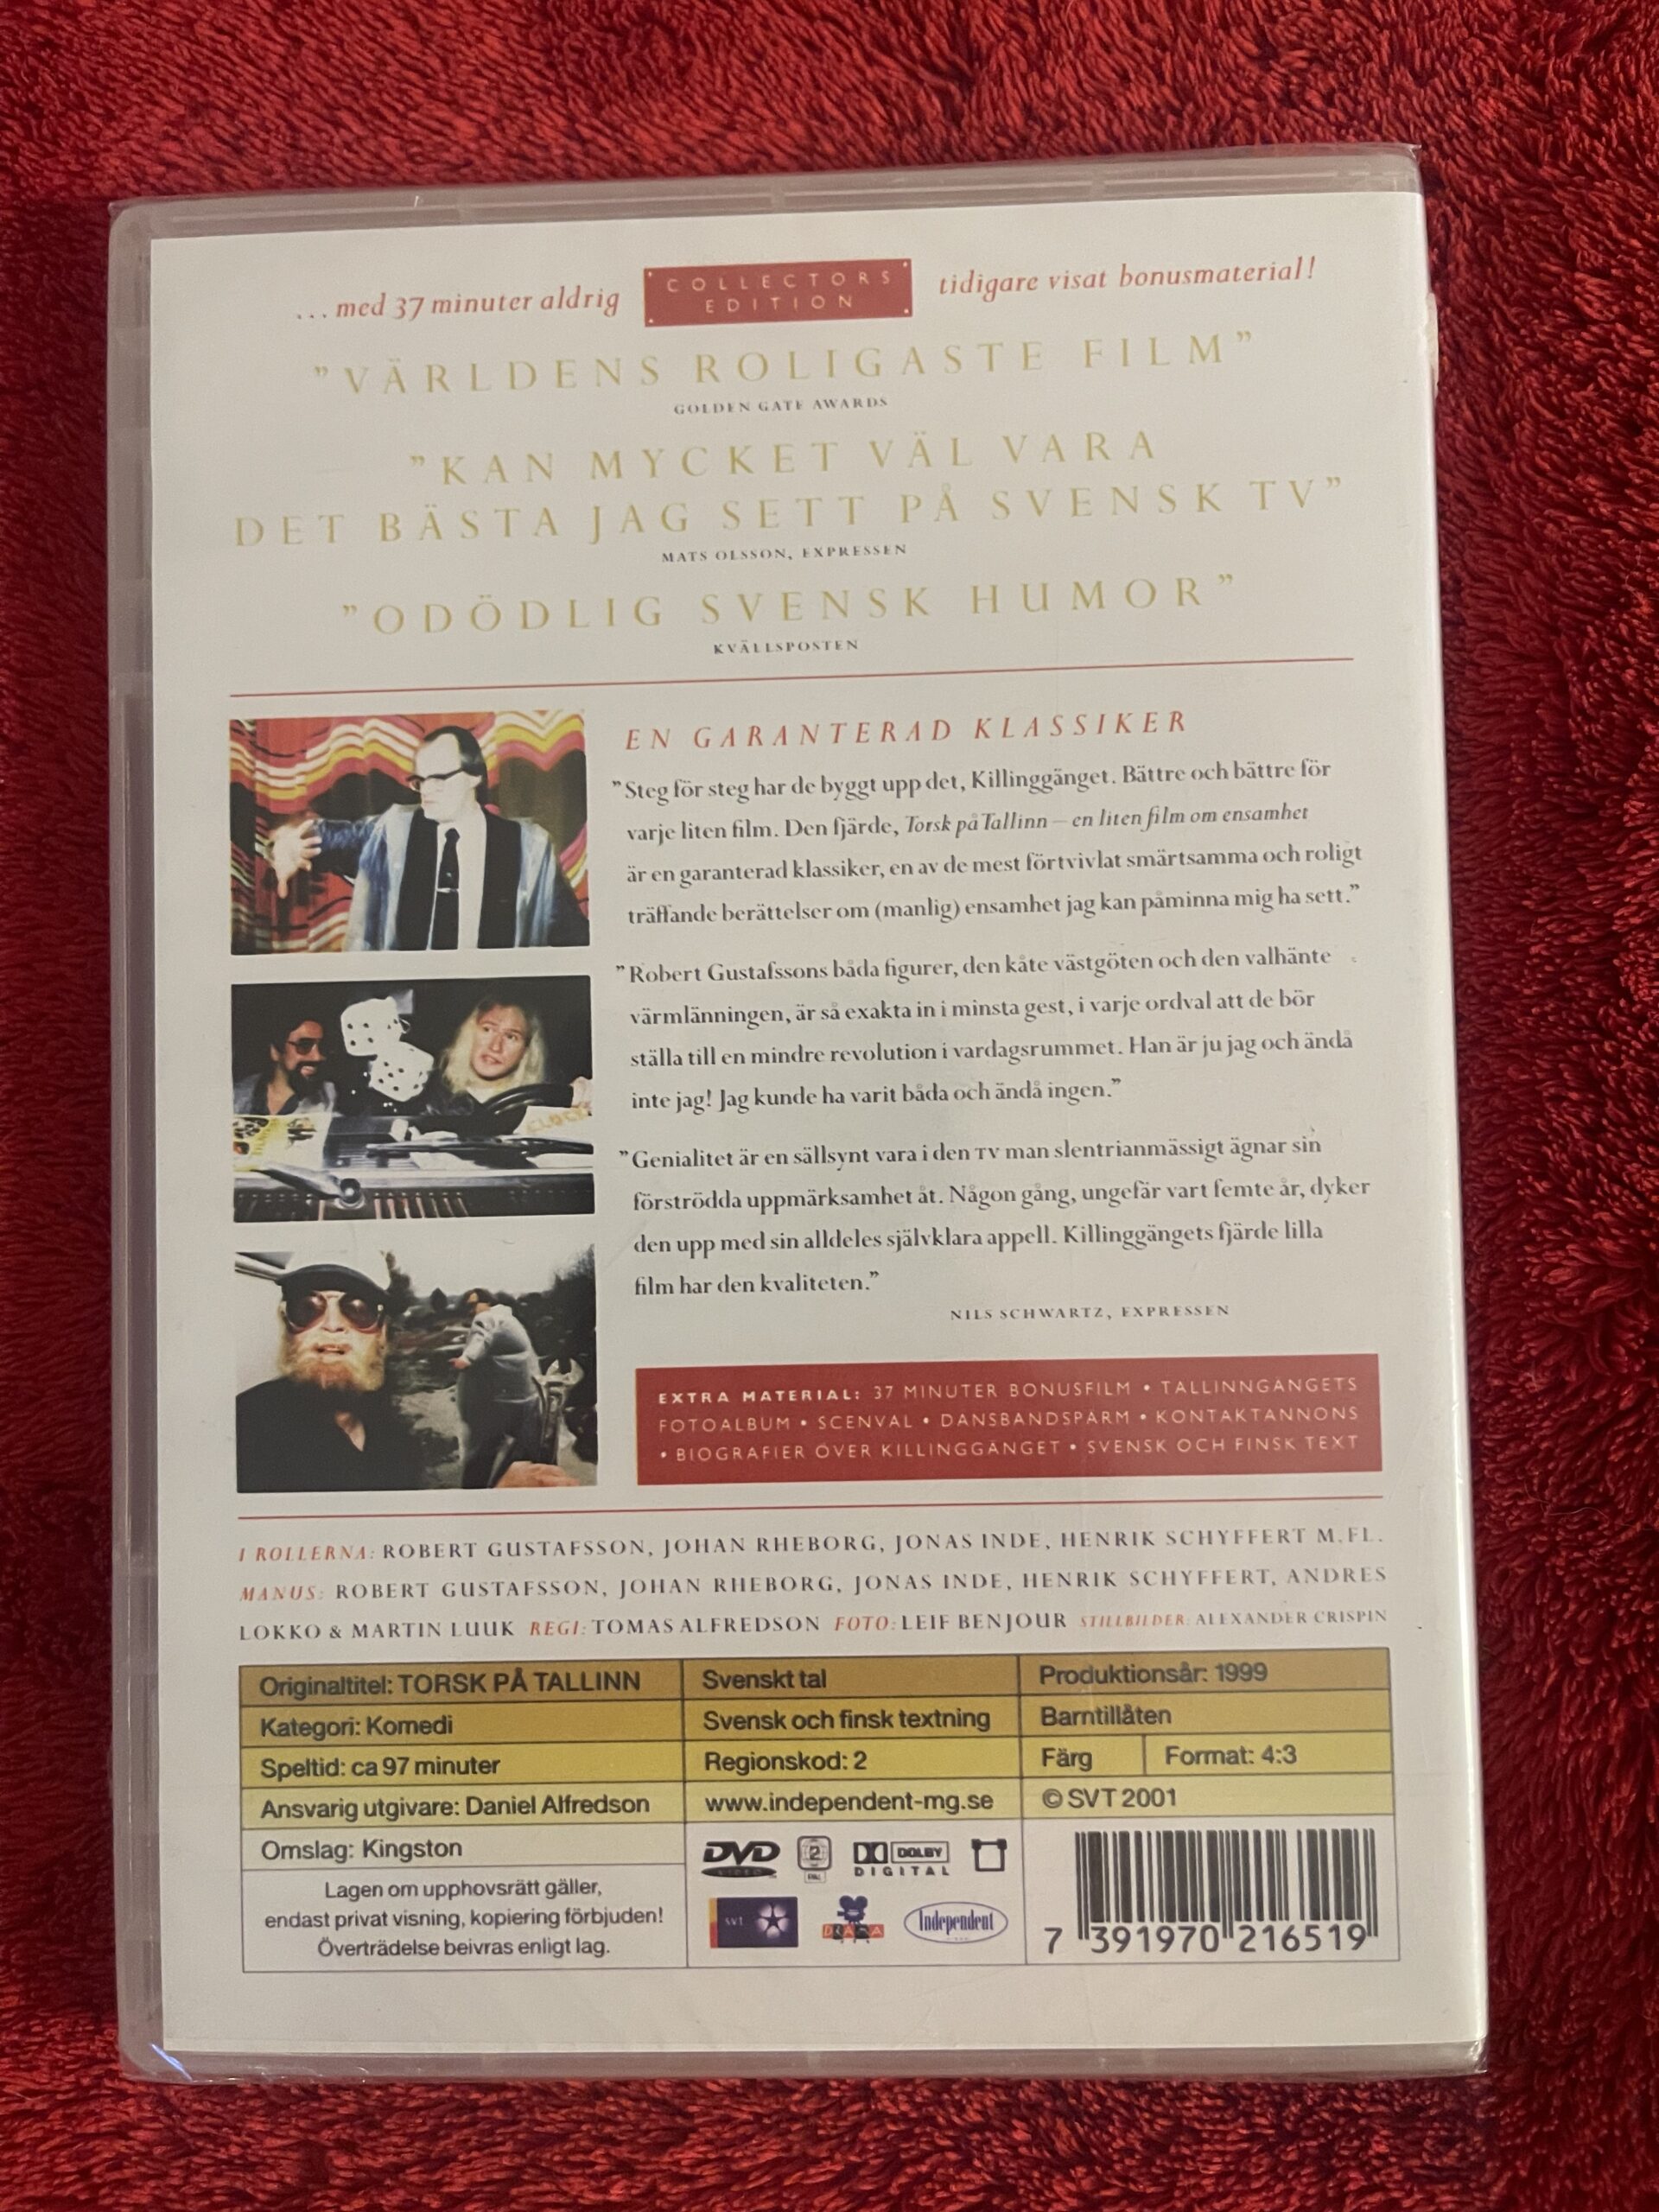 ...med 37 minuter aldrig COLLECTORS EDITION tidigare visat bonusmaterial!
"VÄRLDENS ROLIGASTE FILM"
GOLDEN GATE AWARDS
"KAN MYCKET VÄL VARA
DET BÄSTA JAG SETT PÅ SVENSK TV"
MATS OLSSON, EXPRESSEN
"ODÖDLIG SVENSK HUMOR"
KVÄLLSPOSTEN
EN GARANTERAD KLASSIKER
"Steg för steg har de byggt upp det, Killinggänget. Bättre och bättre för
varje liten film. Den fjärde, Torsk på Tallinn – en liten film om ensamhet
är en garanterad klassiker, en av de mest förtvivlat smärtsamma och roligt
träffande berättelser om (manlig) ensamhet jag kan påminna mig ha sett."
"Robert Gustafssons båda figurer, den kåte västgöten och den valhänte
värmlänningen, är så exakta in i minsta gest, i varje ordval att de bör
ställa till en mindre revolution i vardagsrummet. Han är ju jag och ändå
inte jag! Jag kunde ha varit båda och ändå ingen."
"Genialitet är en sällsynt vara i den TV man slentrianmässigt ägnar sin
förströdda uppmärksamhet åt. Någon gång, ungefär vart femte år, dyker
den upp med sin alldeles självklara appell. Killinggängets fjärde lilla
film har den kvaliteten."
NILS SCHWARTZ, EXPRESSEN
EXTRA MATERIAL: 37 MINUTER BONUSFILM • TALLINNGÄNGETS
FOTOALBUM • SCENVAL • DANSBANDSPÄRM • KONTAKTANNONS
• BIOGRAFIER ÖVER KILLINGGÄNGET • SVENSK OCH FINSK TEXT
I ROLLERNA: ROBERT GUSTAFSSON, JOHAN RHEBORG, JONAS INDE, HENRIK SCHYFFERT M.FL.
MANUS: ROBERT GUSTAFSSON, JOHAN RHEBORG, JONAS INDE, HENRIK SCHYFFERT, ANDRES
LOKKO & MARTIN LUUK REGI: TOMAS ALFREDSON FOTO: LEIF BENJOUR STILLBILDER: ALEXANDER CRISPIN
Originaltitel: TORSK PÅ TALLINN
Kategori: Komedi
Speltid: ca 97 minuter
Ansvarig utgivare: Daniel Alfredson
Omslag: Kingston
Lagen om upphovsrätt gäller,
endast privat visning, kopiering förbjuden!
Överträdelse beivras enligt lag.
Svenskt tal
Svensk och finsk textning
Regionskod: 2
www.independent-mg.se
DVD VIDEO
2
PAL
DOLBY
DIGITAL
svt
DRAMA
Independent
Produktionsår: 1999
Barntillåten
Färg Format: 4:3
© SVT 2001
7 391970 216519